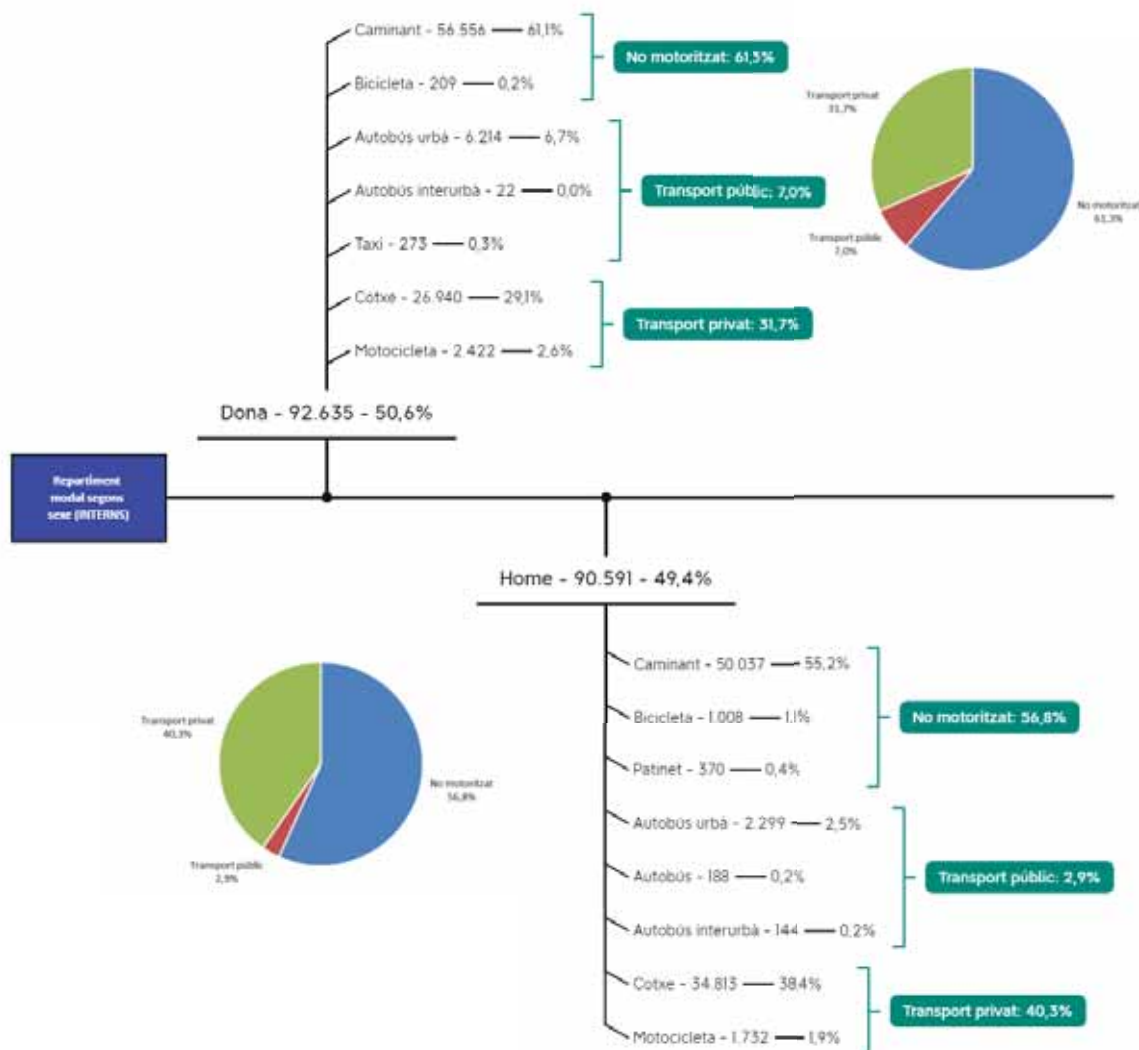 Caminant - 56.556 — 61,1%
Bicicleta - 209 — 0,2%
No motoritzat: 61,3%
Autobús urbà - 6.214 — 6,7%
Autobús interurbà - 22 — 0,0%
Taxi - 273 — 0,3%
Transport públic: 7,0%
Cotxe - 26.940 — 29,1%
Motocicleta - 2.422 — 2,6%
Transport privat: 31,7%
Transport privat
31,7%
No motoritzat
61,3%
Transport públic
7,0%
Dona - 92.635 - 50,6%
Repartiment
modal segons
sexe (INTERNS)
Home - 90.591 - 49,4%
Caminant - 50.037 — 55,2%
Bicicleta - 1.008 — 1,1%
Patinet - 370 — 0,4%
No motoritzat: 56,8%
Autobús urbà - 2.299 — 2,5%
Autobús - 188 — 0,2%
Autobús interurbà - 144 — 0,2%
Transport públic: 2,9%
Cotxe - 34.813 — 38,4%
Motocicleta - 1.732 — 1,9%
Transport privat: 40,3%
Transport privat
40,3%
No motoritzat
56,8%
Transport públic
2,9%